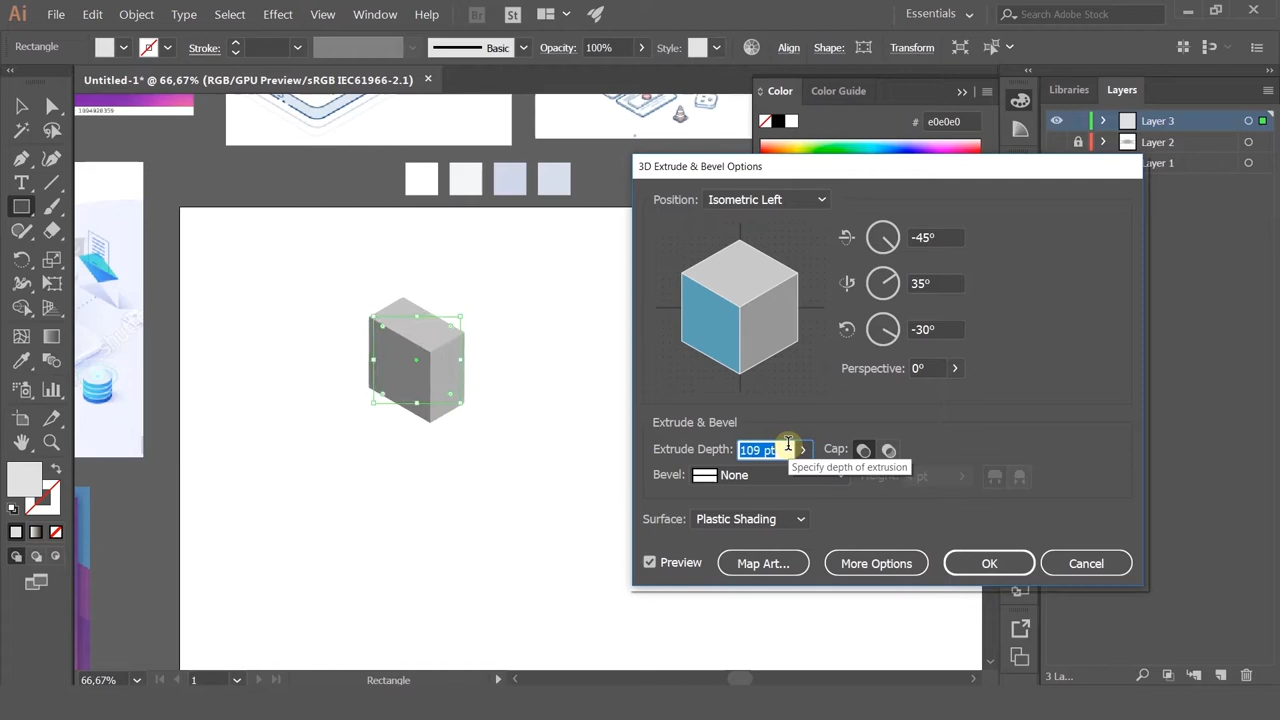 Ai File Edit Object Type Select Effect View Window Help Br St Essentials Search Adobe Stock
Rectangle Stroke: Basic Opacity: 100% Style: Align Shape: Transform
Untitled-1* @ 66,67% (RGB/GPU Preview/sRGB IEC61966-2.1)
Color Color Guide
Libraries Layers
1094928359
# e0e0e0
Layer 3
Layer 2
Layer 1
3D Extrude & Bevel Options
Position: Isometric Left
-45°
35°
-30°
Perspective: 0°
Extrude & Bevel
Extrude Depth: 109 pt Cap:
Specify depth of extrusion
Bevel: None
Surface: Plastic Shading
Preview Map Art... More Options OK Cancel
66,67% 1 Rectangle
3 La...